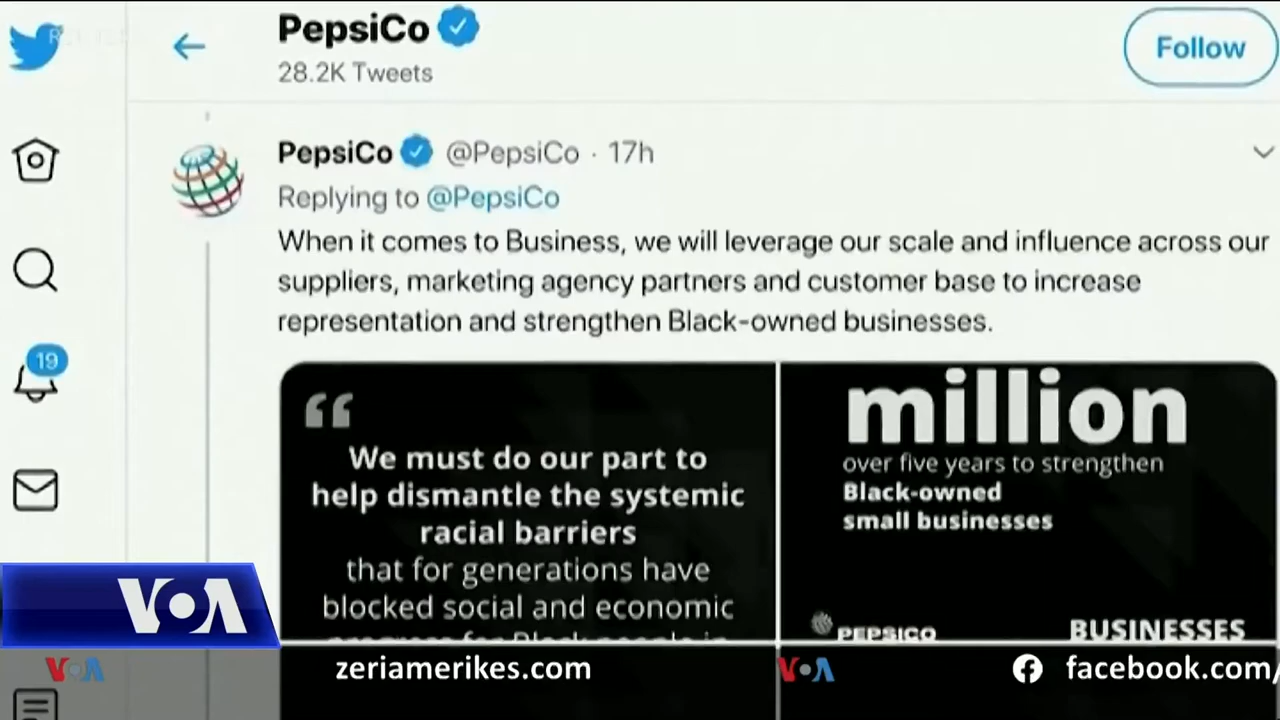 PepsiCo
28.2K Tweets
Follow
PepsiCo @PepsiCo · 17h
Replying to @PepsiCo
When it comes to Business, we will leverage our scale and influence across our
suppliers, marketing agency partners and customer base to increase
representation and strengthen Black-owned businesses.
19
“
We must do our part to
help dismantle the systemic
racial barriers
that for generations have
blocked social and economic
million
over five years to strengthen
Black-owned
small businesses
PEPSICO
BUSINESSES
VOA
VOA
zeriamerikes.com
VOA
facebook.com/